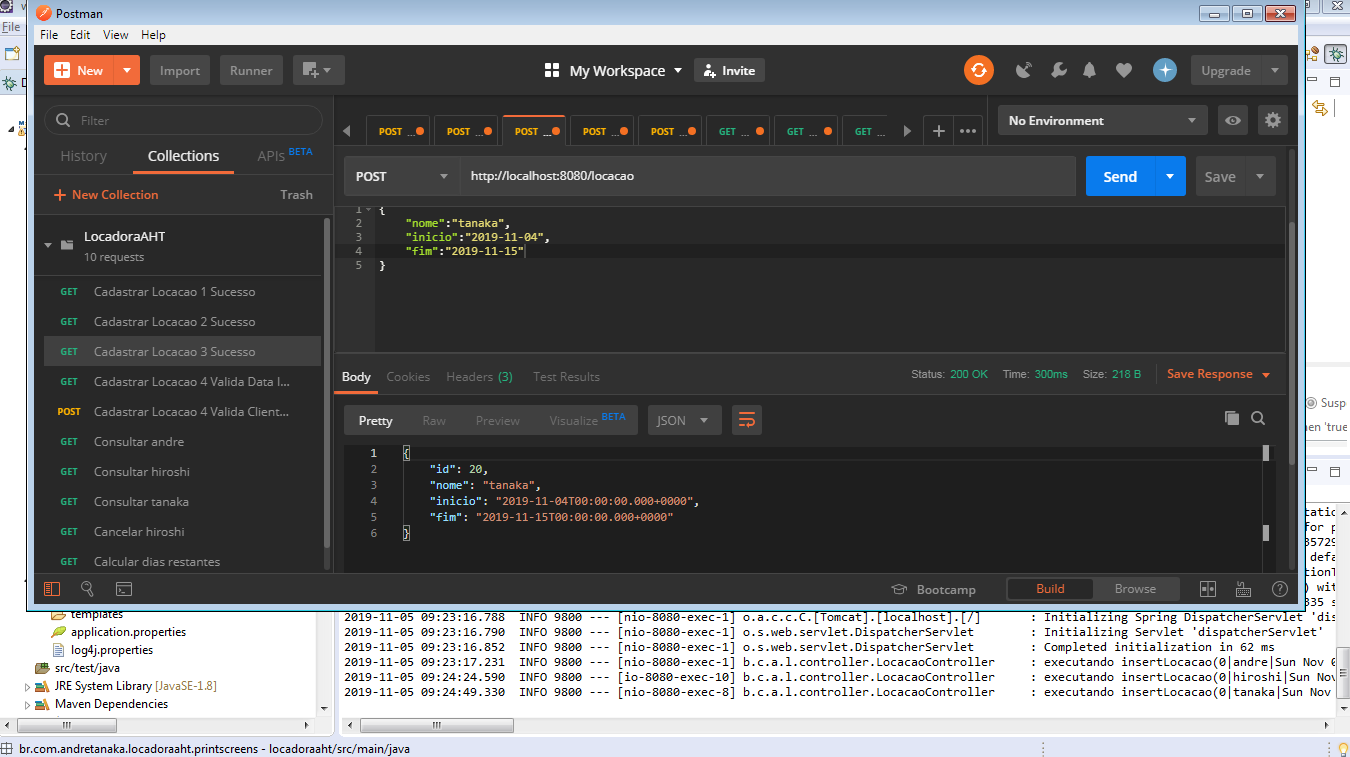 Postman
File Edit View Help
File
New Import Runner My Workspace Invite Upgrade
Filter
History Collections APIs BETA
New Collection Trash
LocadoraAHT
10 requests
GET Cadastrar Locacao 1 Sucesso
GET Cadastrar Locacao 2 Sucesso
GET Cadastrar Locacao 3 Sucesso
GET Cadastrar Locacao 4 Valida Data I...
POST Cadastrar Locacao 4 Valida Client...
GET Consultar andre
GET Consultar hiroshi
GET Consultar tanaka
GET Cancelar hiroshi
GET Calcular dias restantes
POST ... POST ... POST ... POST ... POST ... GET ... GET ... GET ...
No Environment
POST http://localhost:8080/locacao Send Save
1 {
2 "nome":"tanaka",
3 "inicio":"2019-11-04",
4 "fim":"2019-11-15"
5 }
Body Cookies Headers (3) Test Results Status: 200 OK Time: 300ms Size: 218 B Save Response
Pretty Raw Preview Visualize BETA JSON
1 {
2 "id": 20,
3 "nome": "tanaka",
4 "inicio": "2019-11-04T00:00:00.000+0000",
5 "fim": "2019-11-15T00:00:00.000+0000"
6 }
Bootcamp Build Browse
Susp
templates
application.properties
log4j.properties
src/test/java
JRE System Library [JavaSE-1.8]
Maven Dependencies
2019-11-05 09:23:16.788 INFO 9800 --- [nio-8080-exec-1] o.a.c.c.C.[Tomcat].[localhost].[/] : Initializing Spring DispatcherServlet 'dis
2019-11-05 09:23:16.790 INFO 9800 --- [nio-8080-exec-1] o.s.web.servlet.DispatcherServlet : Initializing Servlet 'dispatcherServlet'
2019-11-05 09:23:16.852 INFO 9800 --- [nio-8080-exec-1] o.s.web.servlet.DispatcherServlet : Completed initialization in 62 ms
2019-11-05 09:23:17.231 INFO 9800 --- [nio-8080-exec-1] b.c.a.l.controller.LocacaoController : executando insertLocacao(0|andre|Sun Nov 0
2019-11-05 09:24:24.590 INFO 9800 --- [io-8080-exec-10] b.c.a.l.controller.LocacaoController : executando insertLocacao(0|hiroshi|Sun Nov
2019-11-05 09:24:49.330 INFO 9800 --- [nio-8080-exec-8] b.c.a.l.controller.LocacaoController : executando insertLocacao(0|tanaka|Sun Nov
br.com.andretanaka.locadoraaht.printscreens - locadoraaht/src/main/java